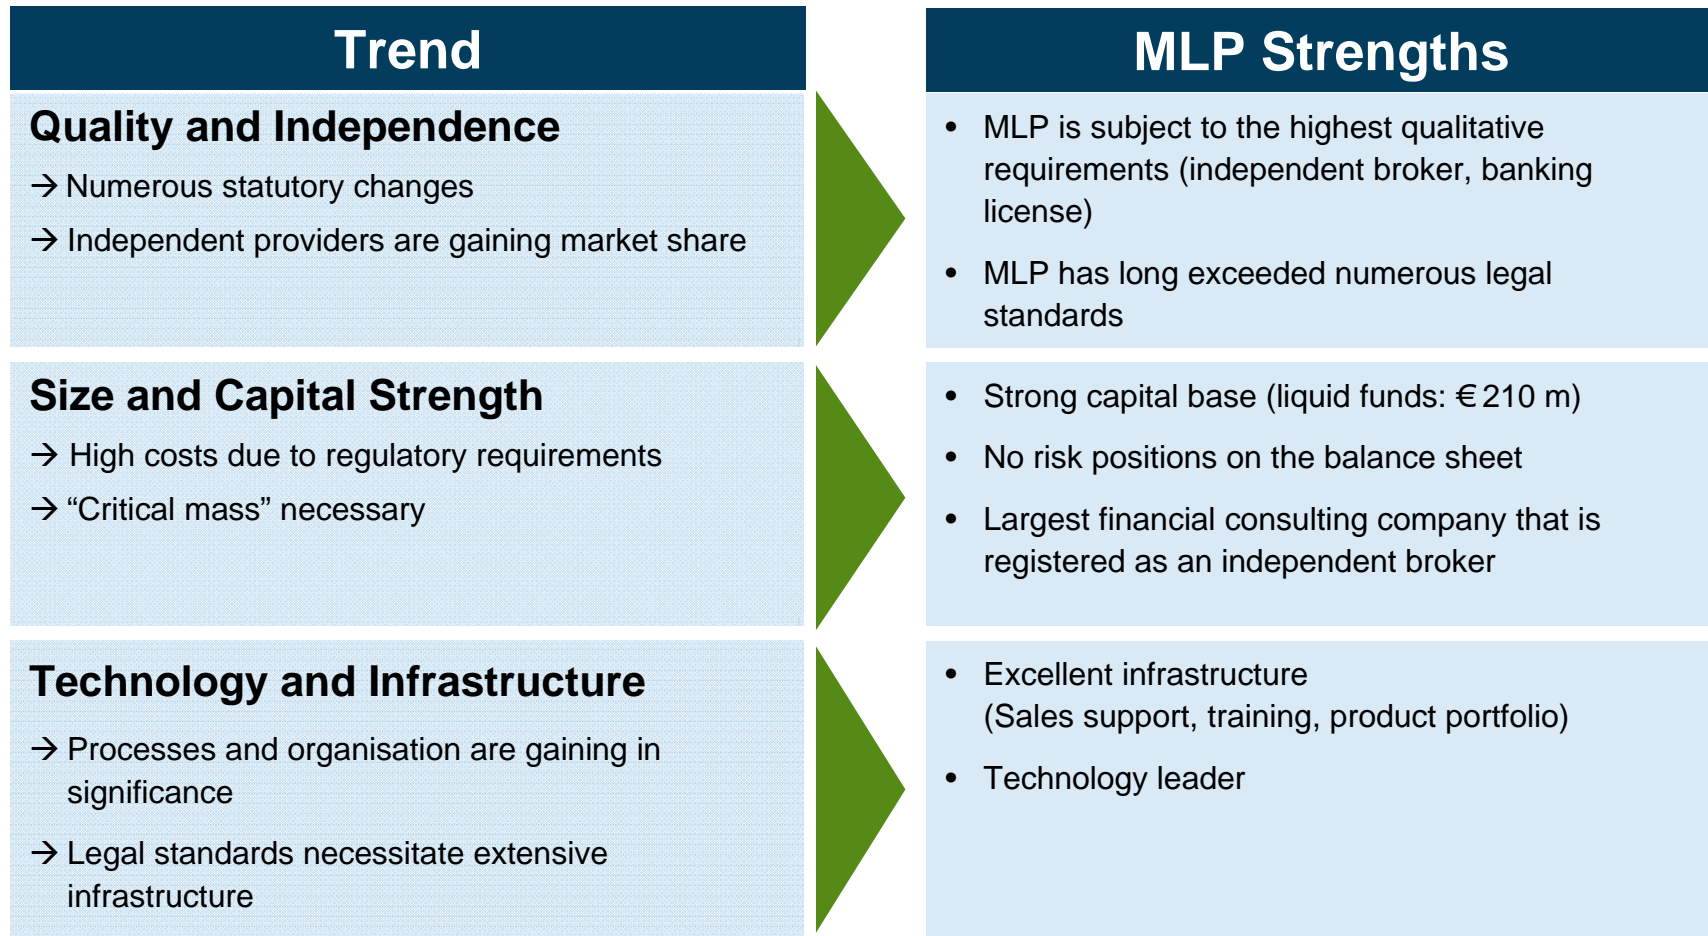 Trend
MLP Strengths
Quality and Independence
→ Numerous statutory changes
→ Independent providers are gaining market share
• MLP is subject to the highest qualitative
requirements (independent broker, banking
license)
• MLP has long exceeded numerous legal
standards
Size and Capital Strength
→ High costs due to regulatory requirements
→ “Critical mass” necessary
• Strong capital base (liquid funds: € 210 m)
• No risk positions on the balance sheet
• Largest financial consulting company that is
registered as an independent broker
Technology and Infrastructure
→ Processes and organisation are gaining in
significance
→ Legal standards necessitate extensive
infrastructure
• Excellent infrastructure
(Sales support, training, product portfolio)
• Technology leader